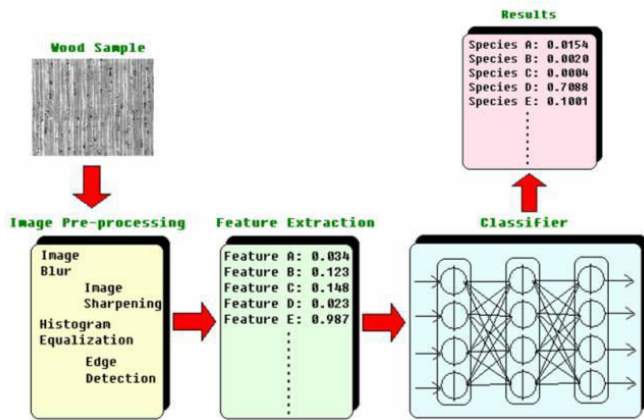 Wood Sample
Image Pre-processing
Image
Blur
Image
Sharpening
Histogram
Equalization
Edge
Detection
Feature Extraction
Feature A: 0.034
Feature B: 0.123
Feature C: 0.148
Feature D: 0.023
Feature E: 0.987
Classifier
Results
Species A: 0.0154
Species B: 0.0020
Species C: 0.0004
Species D: 0.7088
Species E: 0.1001